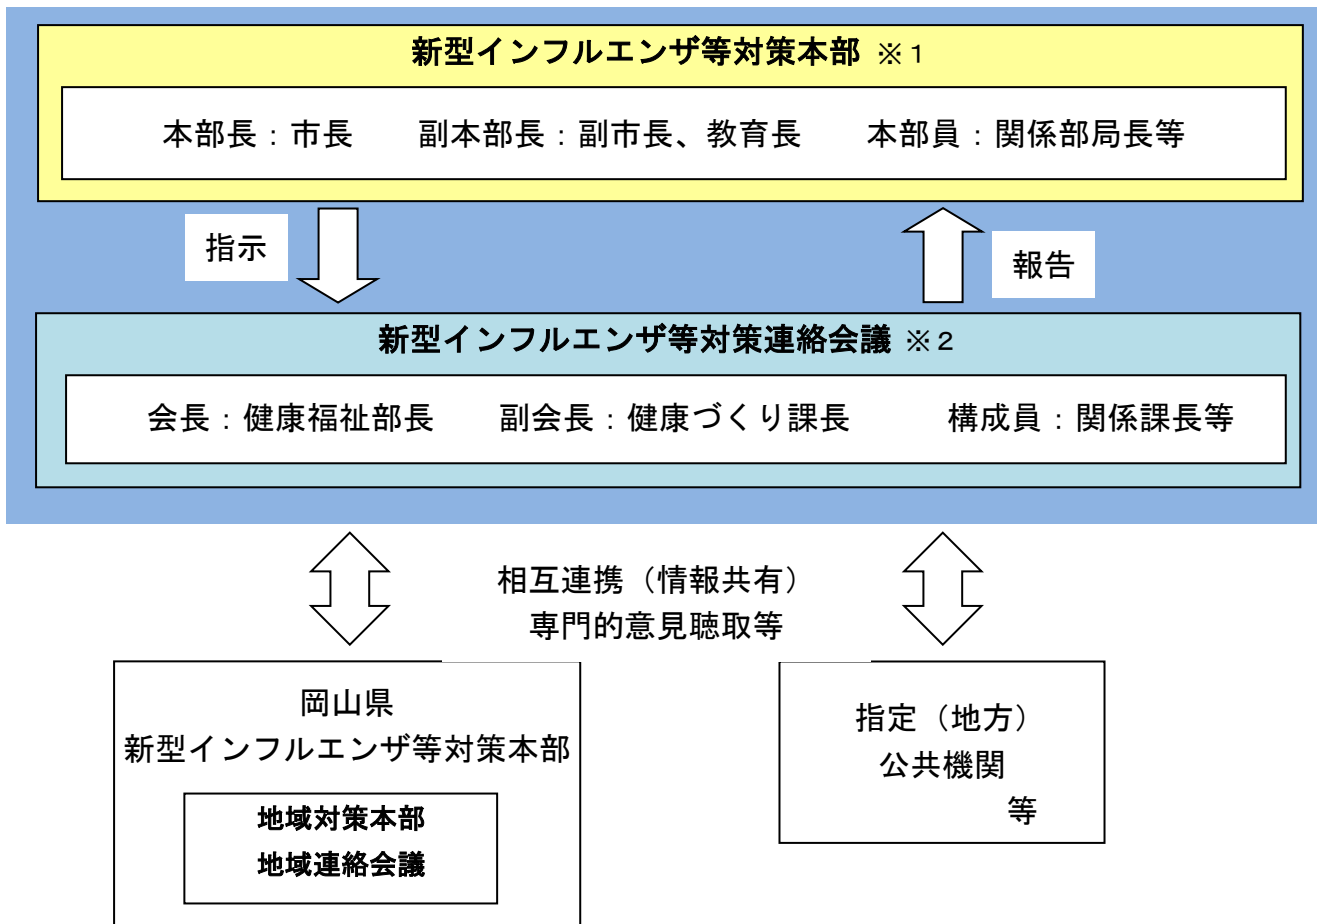 新型インフルエンザ等対策本部 ※1
本部長：市長　　副本部長：副市長、教育長　　本部員：関係部局長等
指示
報告
新型インフルエンザ等対策連絡会議 ※2
会長：健康福祉部長　　副会長：健康づくり課長　　　構成員：関係課長等
相互連携（情報共有）
専門的意見聴取等
岡山県
新型インフルエンザ等対策本部
地域対策本部
地域連絡会議
指定（地方）
公共機関
等